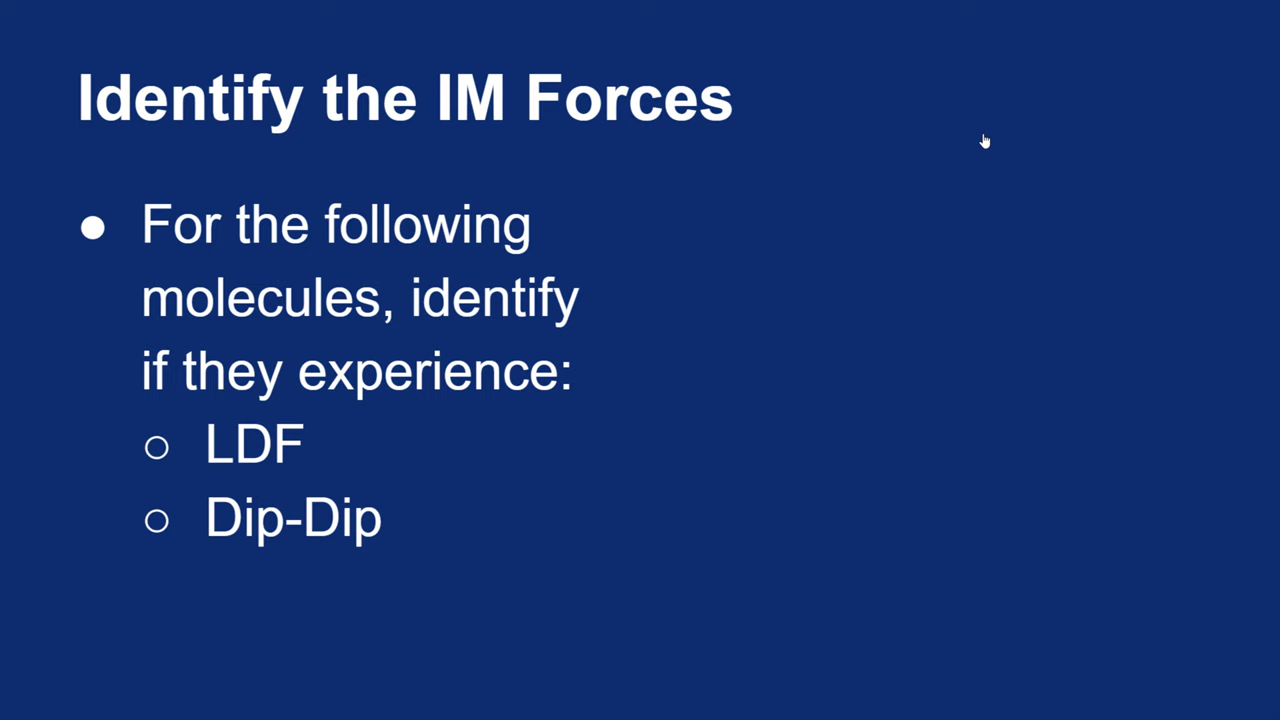 Identify the IM Forces
● For the following
molecules, identify
if they experience:
○ LDF
○ Dip-Dip